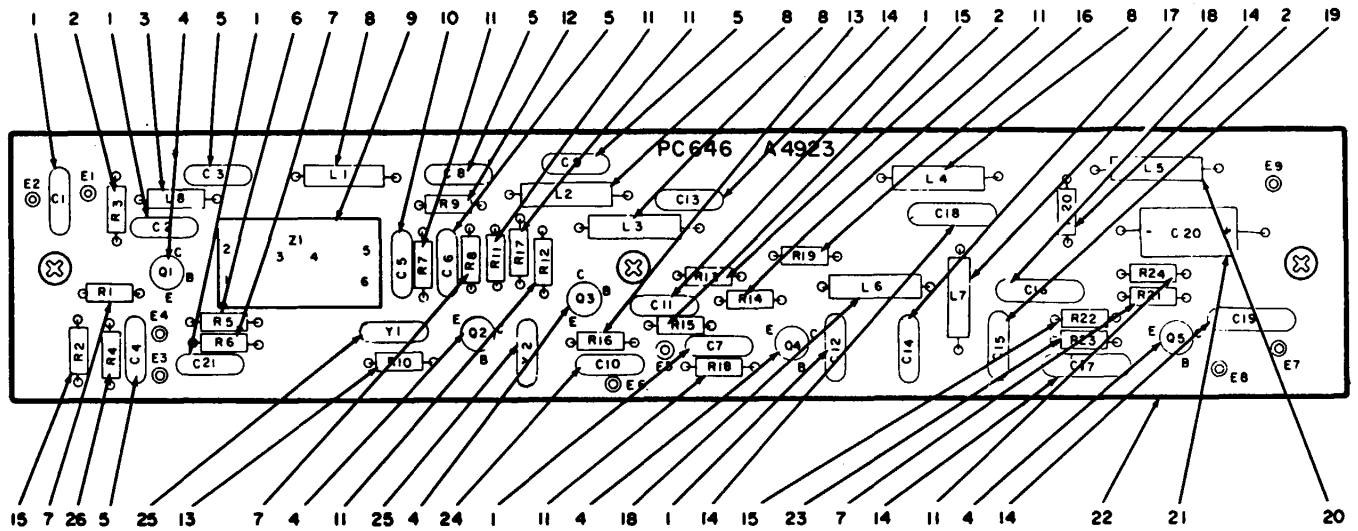 1 2 1 3 4 5 1 6 7 8 9 10 11 5 12 5 11 11 5 8 8 13 14 1 15 2 11 16 8 17 18 14 2 19
PC646 A4923
E2 E1 C3 L1 C8 C9 L4 L5 E9
C1 R3 L8 R9 L2 C13 20
C2 L3 C18 C20
Z1
2 3 4 5 C5 R7 C6 R8 R11 R17 R12 R19
1 6
C Q1 B E
C Q3 B E
R13 R24
R1 C11 R14 L6 L7 C16 R21
E4 R5 Y1 E Q2 C B R15 R22 E Q5 C B C19
R2 R4 C4 E3 R6 Y2 R16 C7 E Q4 C B C12 C14 C15 R23
C21 R10 C10 E5 R18 C17 E8 E7
E6
15 7 26 5 25 13 7 4 11 25 4 24 1 11 4 18 1 14 15 23 7 14 11 4 14 22 21 20